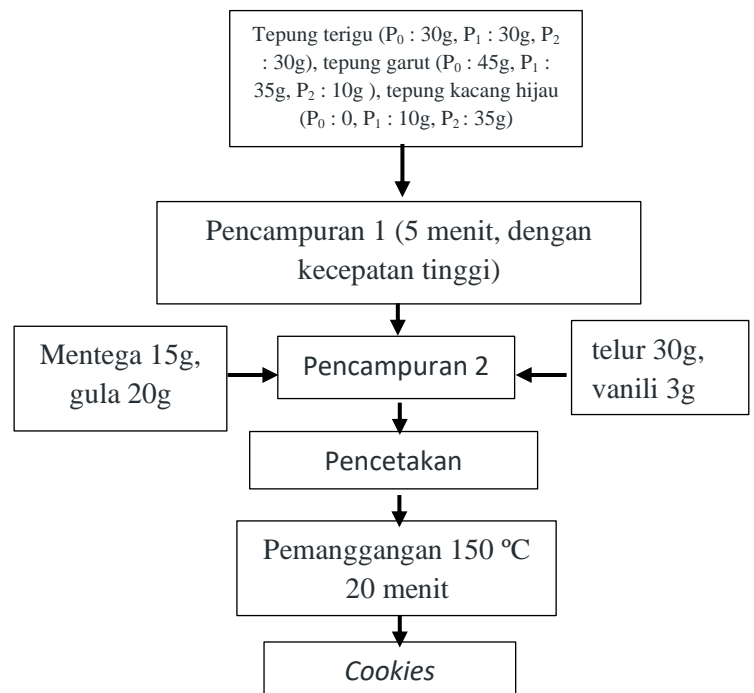 Tepung terigu (P₀ : 30g, P₁ : 30g, P₂
: 30g), tepung garut (P₀ : 45g, P₁ :
35g, P₂ : 10g ), tepung kacang hijau
(P₀ : 0, P₁ : 10g, P₂ : 35g)
Pencampuran 1 (5 menit, dengan
kecepatan tinggi)
Mentega 15g,
gula 20g
Pencampuran 2
telur 30g,
vanili 3g
Pencetakan
Pemanggangan 150 ºC
20 menit
Cookies